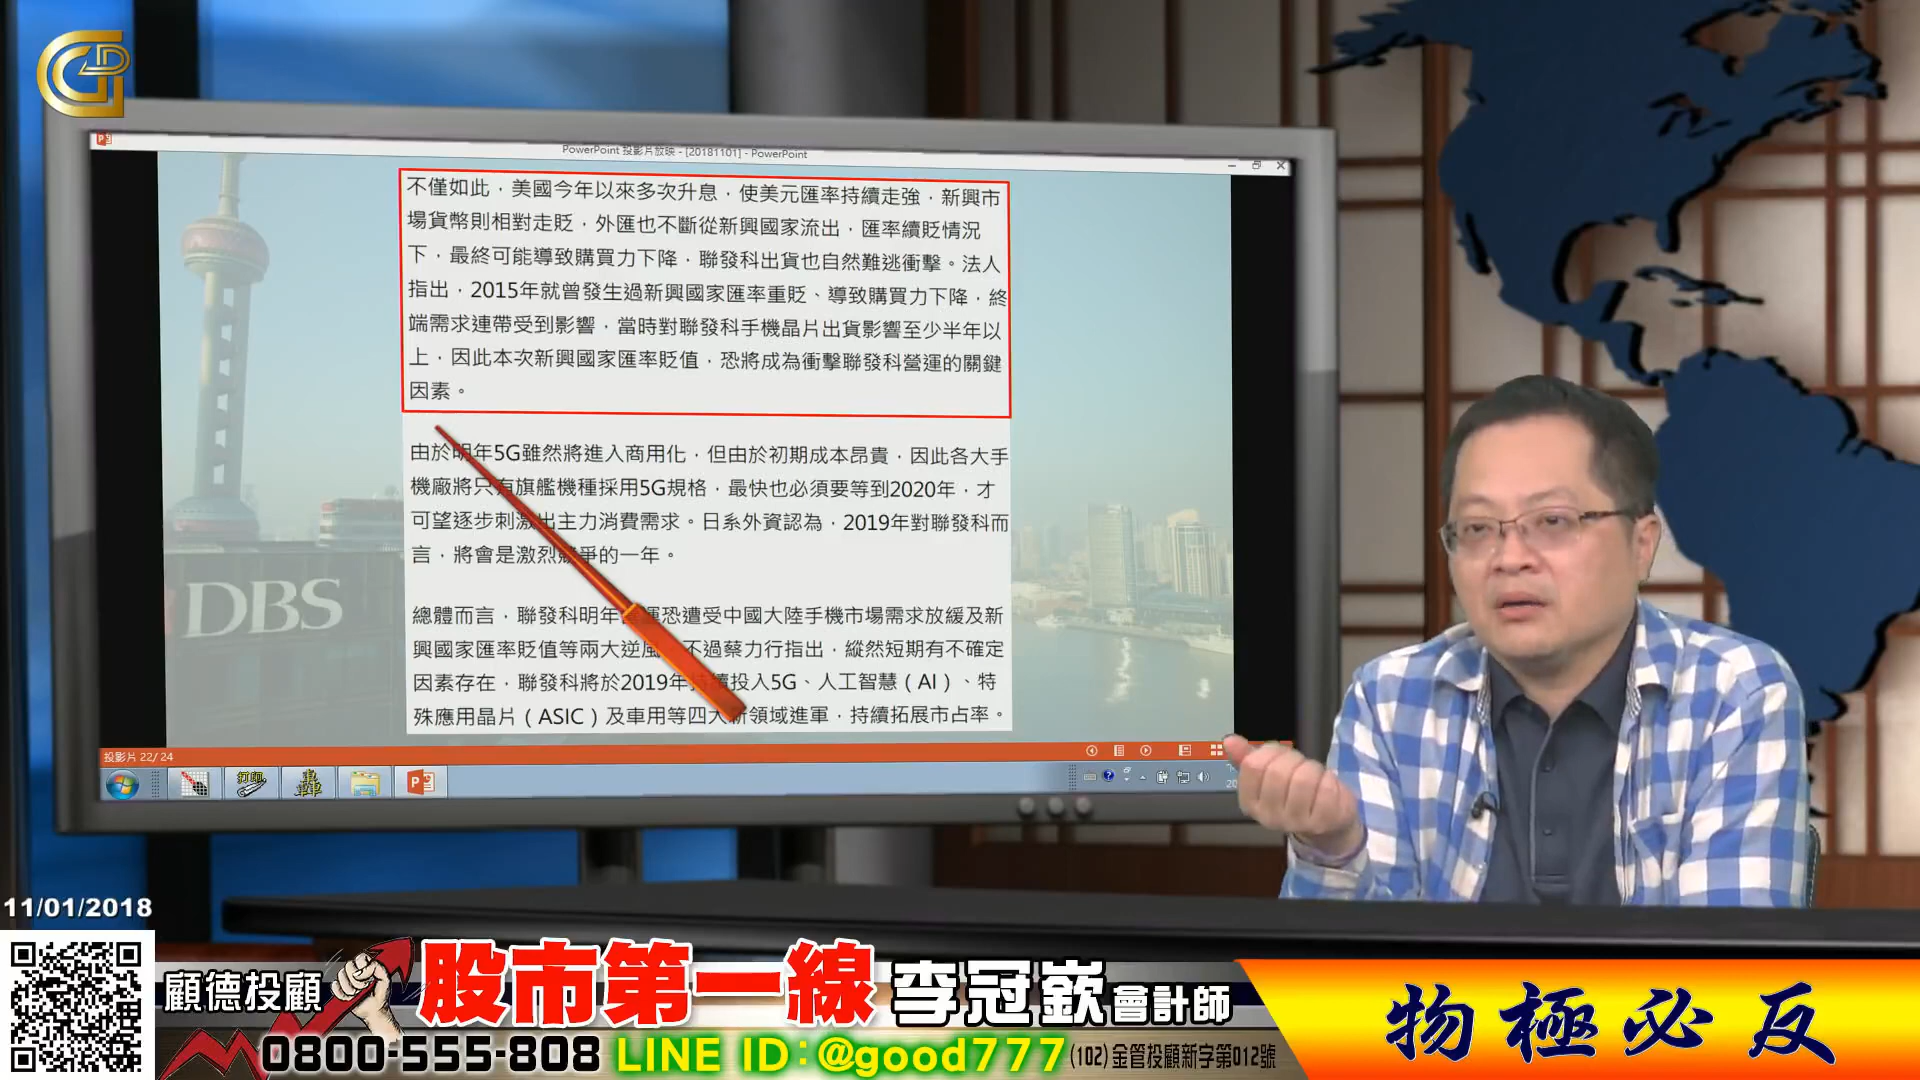 PowerPoint 投影片放映 - [20181101] - PowerPoint
不僅如此，美國今年以來多次升息，使美元匯率持續走強，新興市
場貨幣則相對走貶，外匯也不斷從新興國家流出，匯率續貶情況
下，最終可能導致購買力下降，聯發科出貨也自然難逃衝擊。法人
指出，2015年就曾發生過新興國家匯率重貶、導致購買力下降，終
端需求連帶受到影響，當時對聯發科手機晶片出貨影響至少半年以
上，因此本次新興國家匯率貶值，恐將成為衝擊聯發科營運的關鍵
因素。
由於明年5G雖然將進入商用化，但由於初期成本昂貴，因此各大手
機廠將只有旗艦機種採用5G規格，最快也必須要等到2020年，才
可望逐步刺激出主力消費需求。日系外資認為，2019年對聯發科而
言，將會是激烈競爭的一年。
總體而言，聯發科明年營運恐遭受中國大陸手機市場需求放緩及新
興國家匯率貶值等兩大逆風，不過蔡力行指出，縱然短期有不確定
因素存在，聯發科將於2019年持續投入5G、人工智慧（AI）、特
殊應用晶片（ASIC）及車用等四大新領域進軍，持續拓展市占率。
DBS
投影片 22/ 24
打印
11/01/2018
顧德投顧
股市第一線
李冠嶔會計師
物極必反
0800-555-808 LINE ID：@good777 (102)金管投顧新字第012號